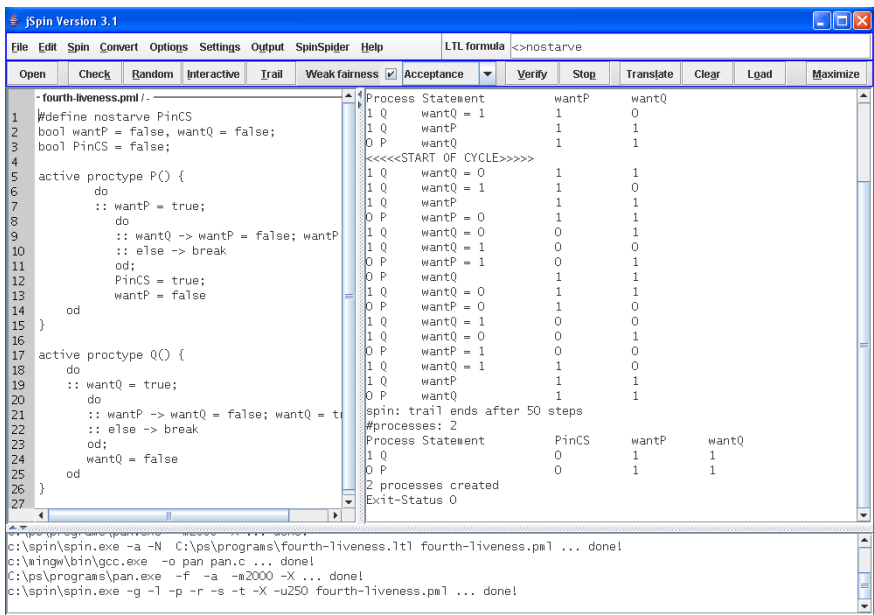 jSpin Version 3.1
File Edit Spin Convert Options Settings Output SpinSpider Help LTL formula <>nostarve
Open Check Random Interactive Trail Weak fairness Acceptance Verify Stop Translate Clear Load Maximize
fourth-liveness.pml / -
1 #define nostarve PinCS
2 bool wantP = false, wantQ = false;
3 bool PinCS = false;
4
5 active proctype P() {
6 do
7 :: wantP = true;
8 do
9 :: wantQ -> wantP = false; wantP
10 :: else -> break
11 od;
12 PinCS = true;
13 wantP = false
14 od
15 }
16
17 active proctype Q() {
18 do
19 :: wantQ = true;
20 do
21 :: wantP -> wantQ = false; wantQ = t
22 :: else -> break
23 od;
24 wantQ = false
25 od
26 }
27
Process Statement wantP wantQ
1 Q wantQ = 1 1 0
1 Q wantP 1 1
0 P wantQ 1 1
<<<<<START OF CYCLE>>>>>
1 Q wantQ = 0 1 1
1 Q wantQ = 1 1 0
1 Q wantP 1 1
0 P wantP = 0 1 1
1 Q wantQ = 0 0 1
1 Q wantQ = 1 0 0
0 P wantP = 1 0 1
0 P wantQ 1 1
1 Q wantQ = 0 1 1
0 P wantP = 0 1 0
1 Q wantQ = 1 0 0
1 Q wantQ = 0 0 1
0 P wantP = 1 0 0
1 Q wantQ = 1 1 0
1 Q wantP 1 1
0 P wantQ 1 1
spin: trail ends after 50 steps
#processes: 2
Process Statement PinCS wantP wantQ
1 Q 0 1 1
0 P 0 1 1
2 processes created
Exit-Status 0
c:\spin\spin.exe -a -N C:\ps\programs\fourth-liveness.ltl fourth-liveness.pml ... done!
c:\mingw\bin\gcc.exe -o pan pan.c ... done!
C:\ps\programs\pan.exe -f -a -m2000 -X ... done!
c:\spin\spin.exe -g -l -p -r -s -t -X -u250 fourth-liveness.pml ... done!